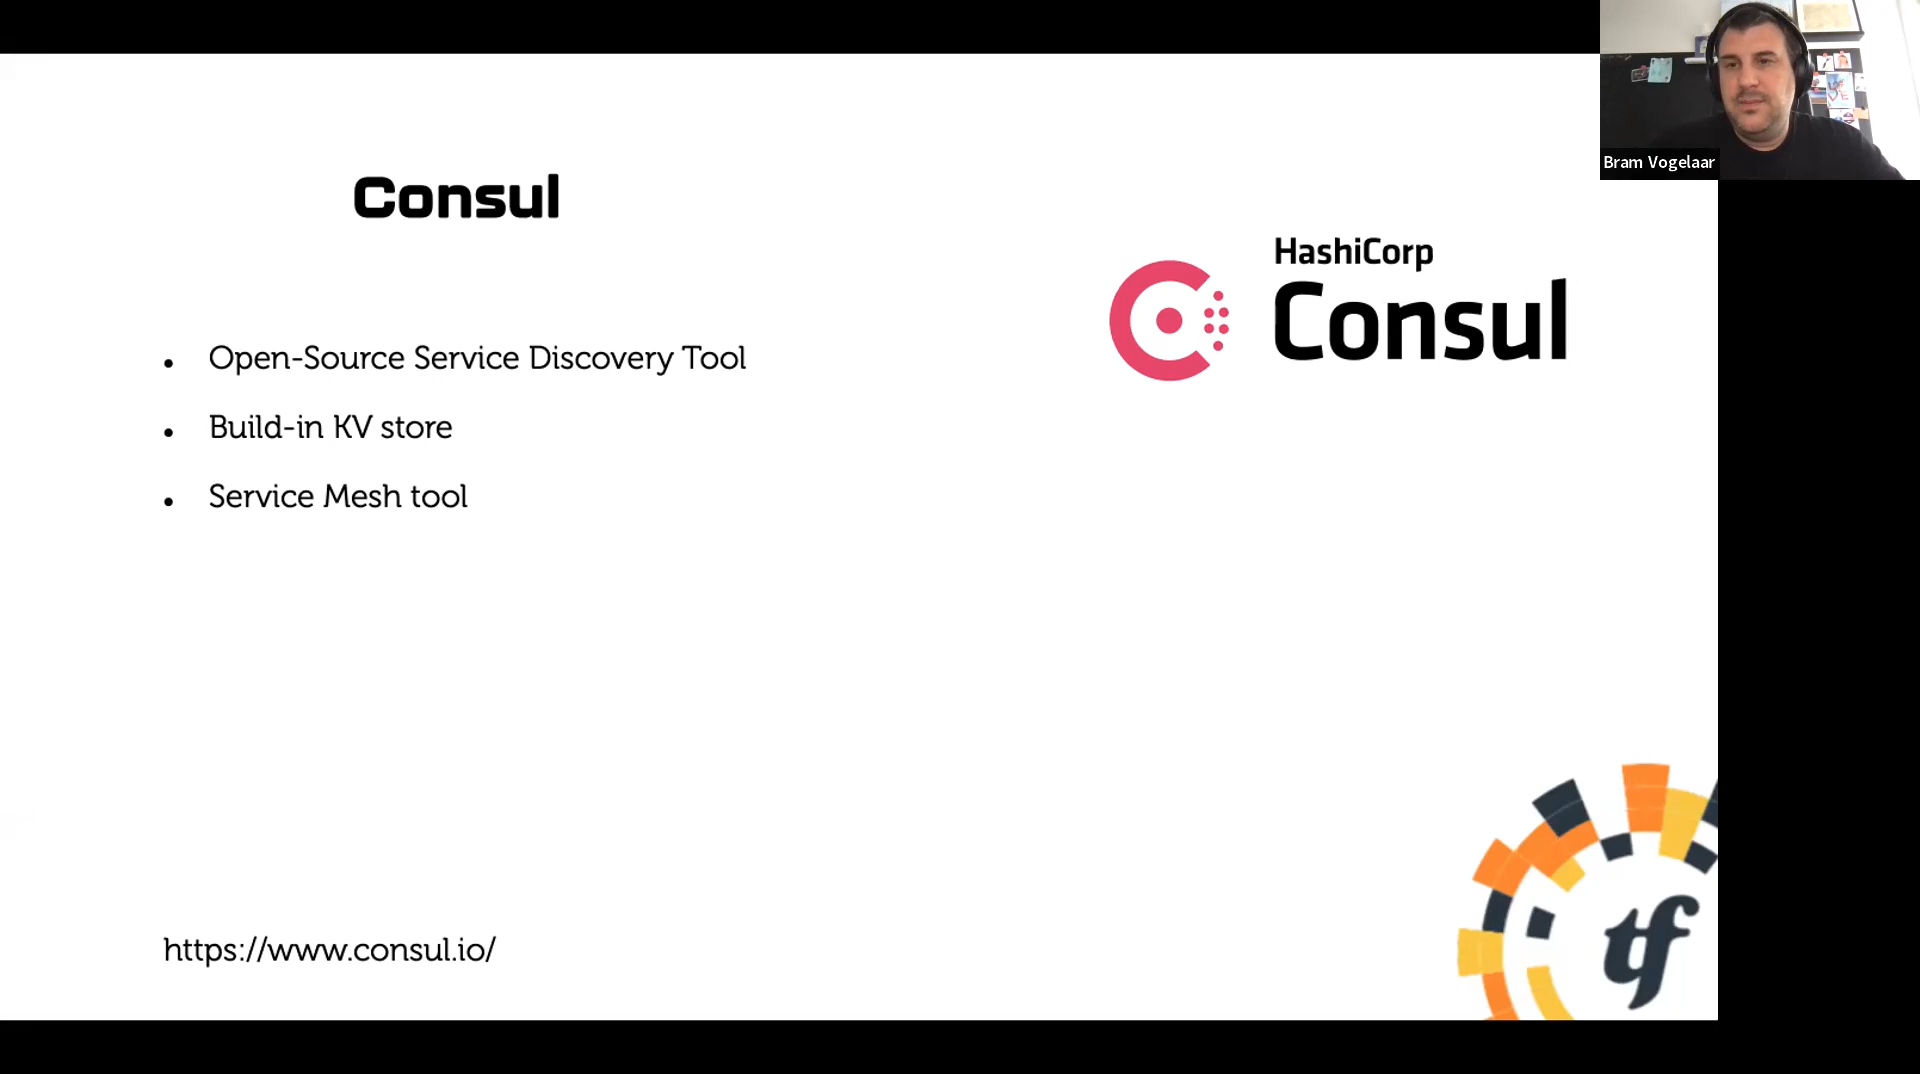 Bram Vogelaar
Consul
HashiCorp
Consul
• Open-Source Service Discovery Tool
• Build-in KV store
• Service Mesh tool
https://www.consul.io/
tf